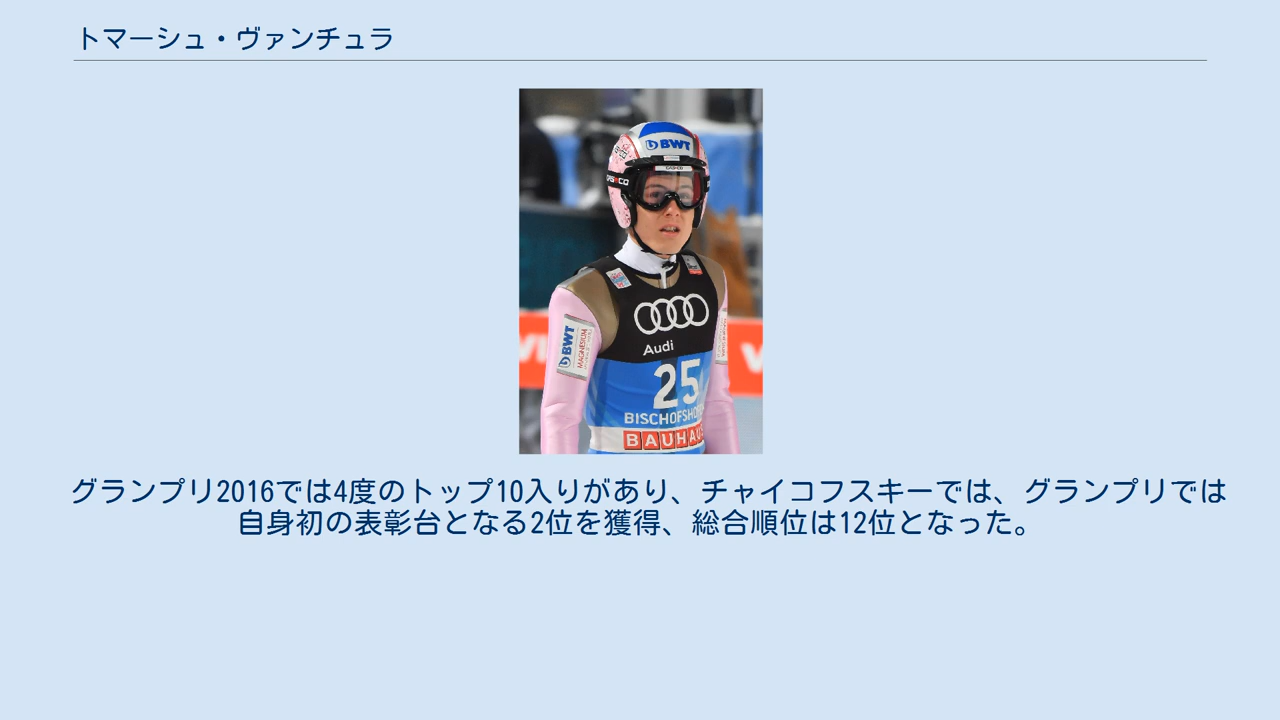 トマーシュ・ヴァンチュラ
BWT
CASCO
Audi
BWT
MAGNESIUM
25
BISCHOFSHO
BAUHAUS
グランプリ2016では4度のトップ10入りがあり、チャイコフスキーでは、グランプリでは
自身初の表彰台となる2位を獲得、総合順位は12位となった。